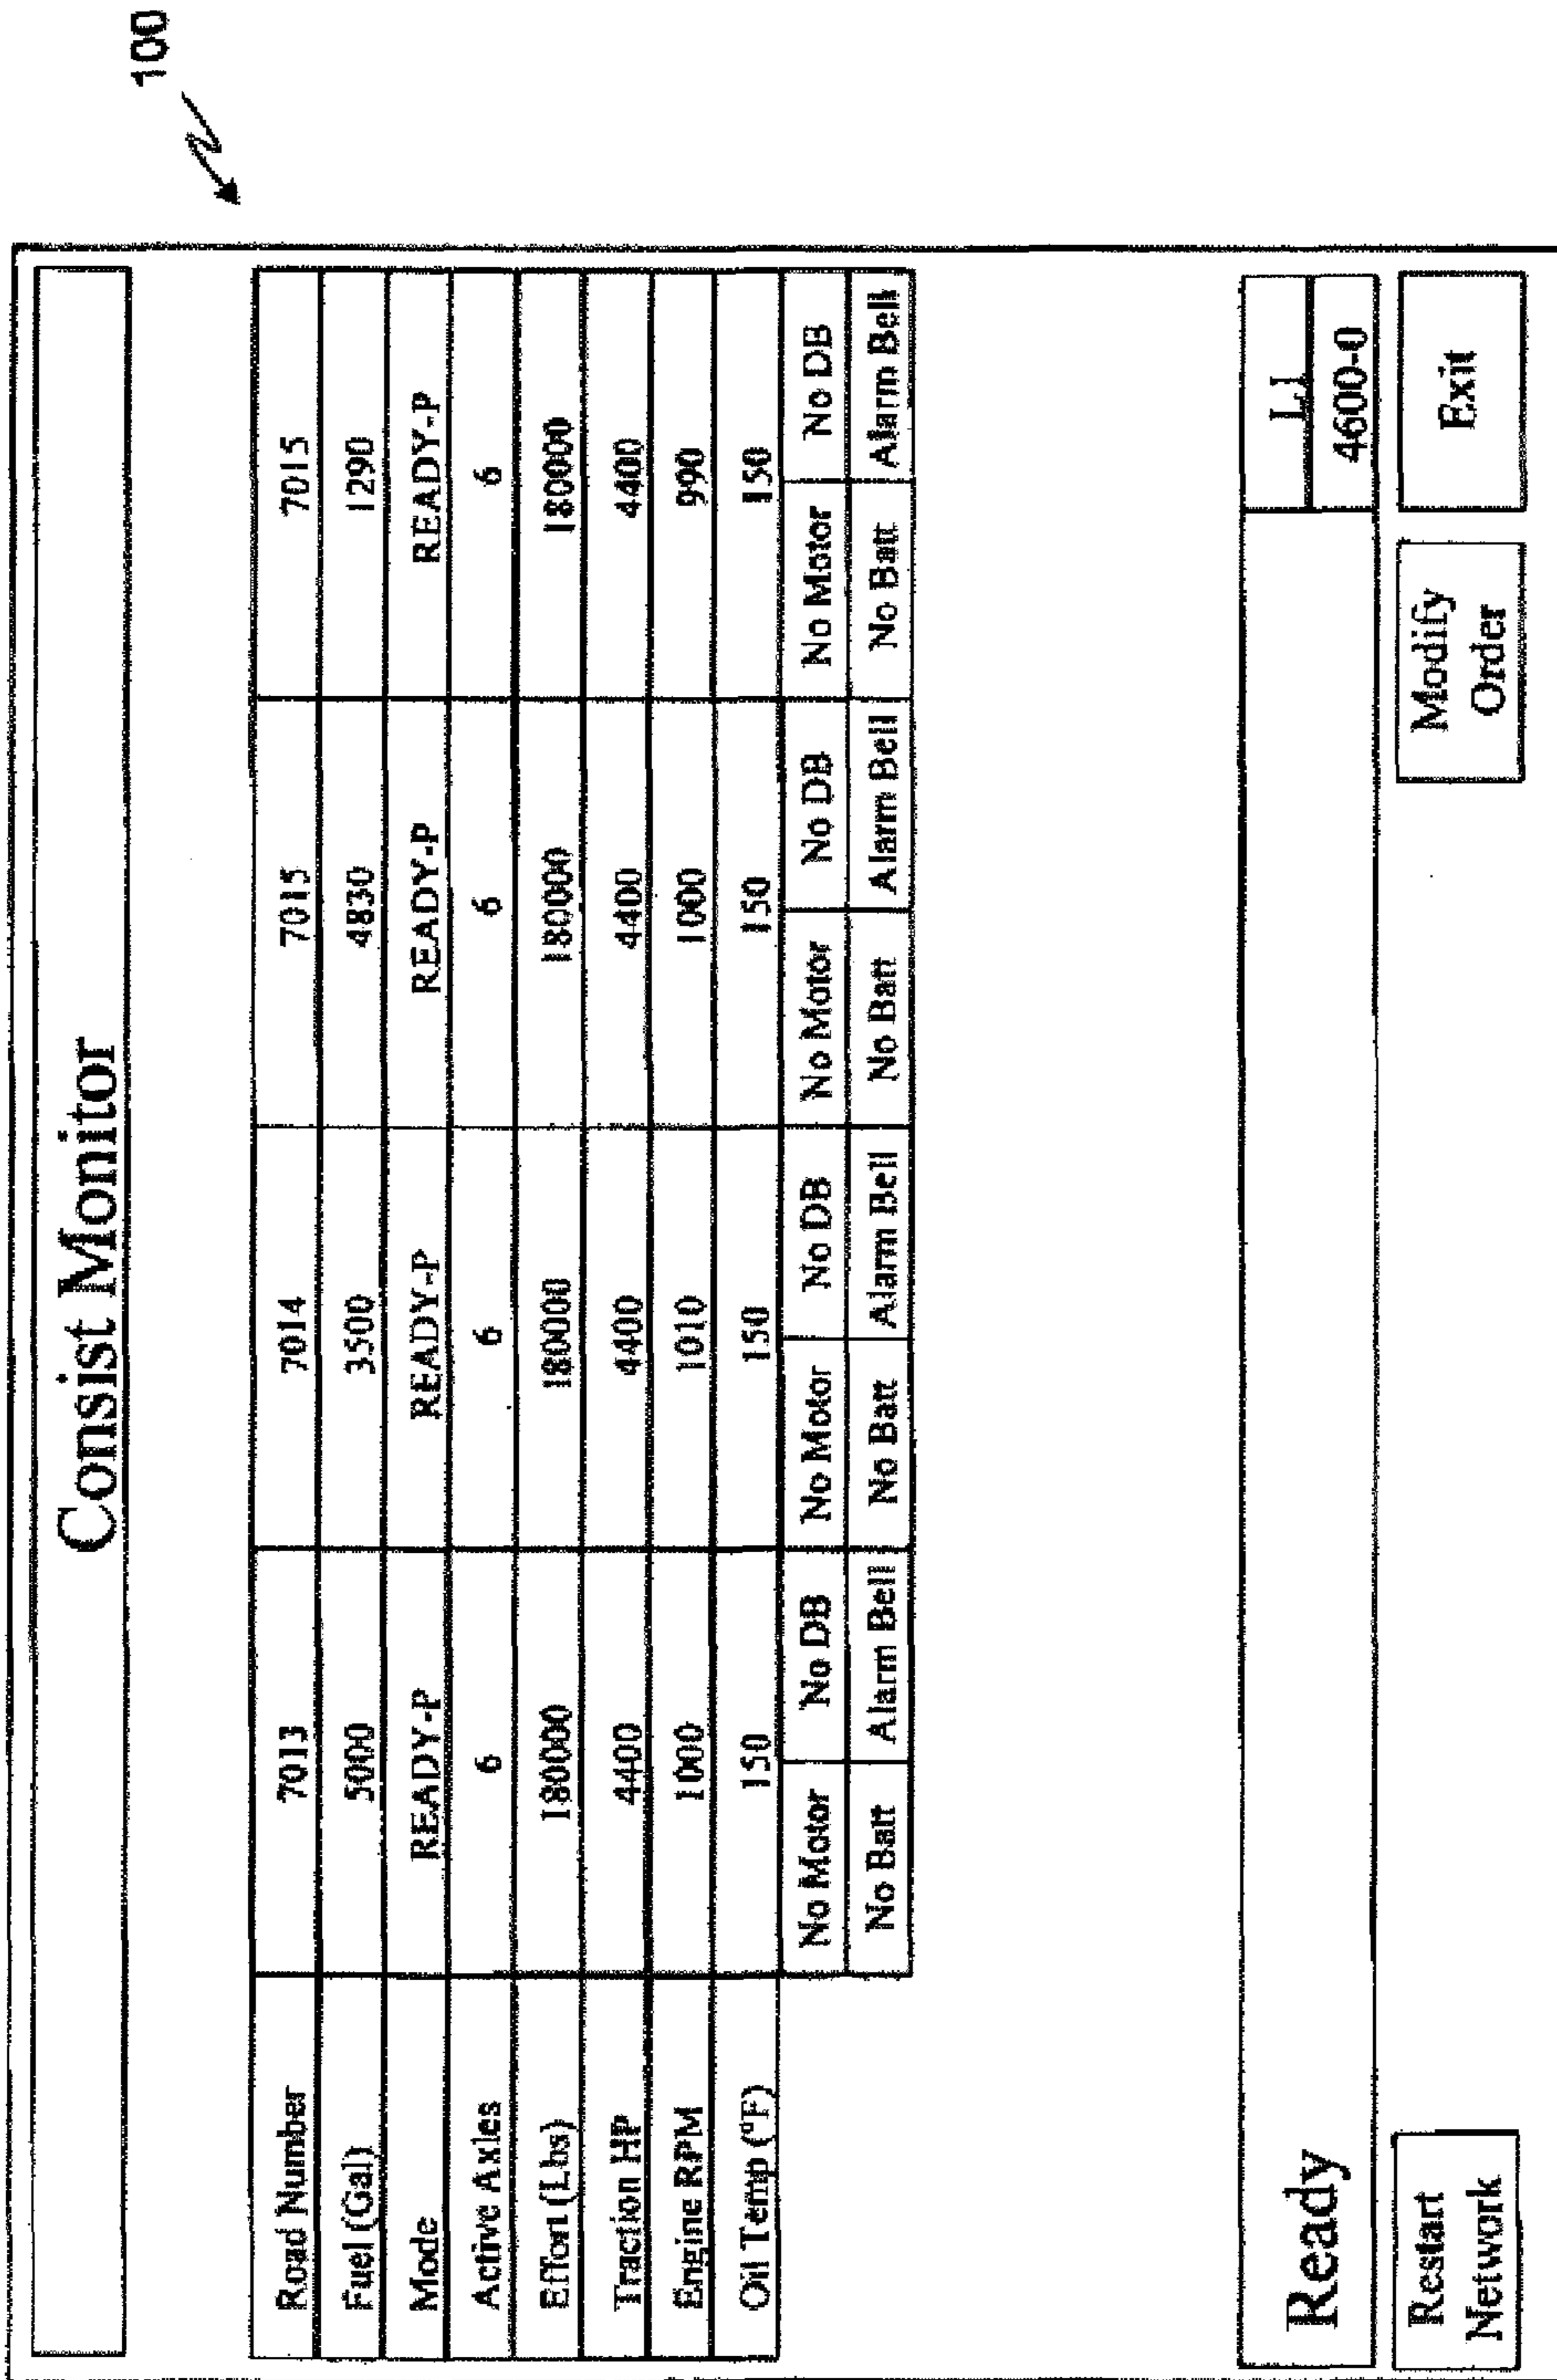 100
Consist Monitor
Road Number 7013 7014 7015 7015
Fuel (Gal) 5000 3500 4830 1290
Mode READY-P READY-P READY-P READY-P
Active Axles 6 6 6 6
Effort (Lbs) 180000 180000 180000 180000
Traction HP 4400 4400 4400 4400
Engine RPM 1000 1010 1000 990
Oil Temp (°F) 150 150 150 150
No Motor No DB No Motor No DB No Motor No DB No Motor No DB
No Batt Alarm Bell No Batt Alarm Bell No Batt Alarm Bell No Batt Alarm Bell
Ready L1
4600-0
Restart Modify Exit
Network Order